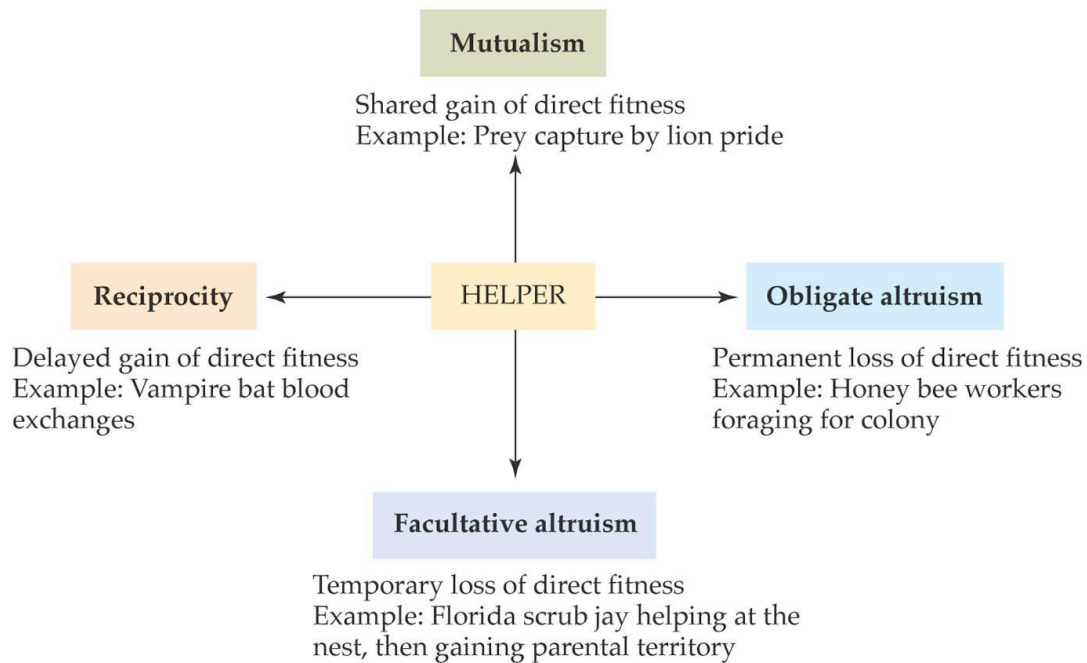 Mutualism
Shared gain of direct fitness
Example: Prey capture by lion pride
Reciprocity
Delayed gain of direct fitness
Example: Vampire bat blood
exchanges
HELPER
Obligate altruism
Permanent loss of direct fitness
Example: Honey bee workers
foraging for colony
Facultative altruism
Temporary loss of direct fitness
Example: Florida scrub jay helping at the
nest, then gaining parental territory